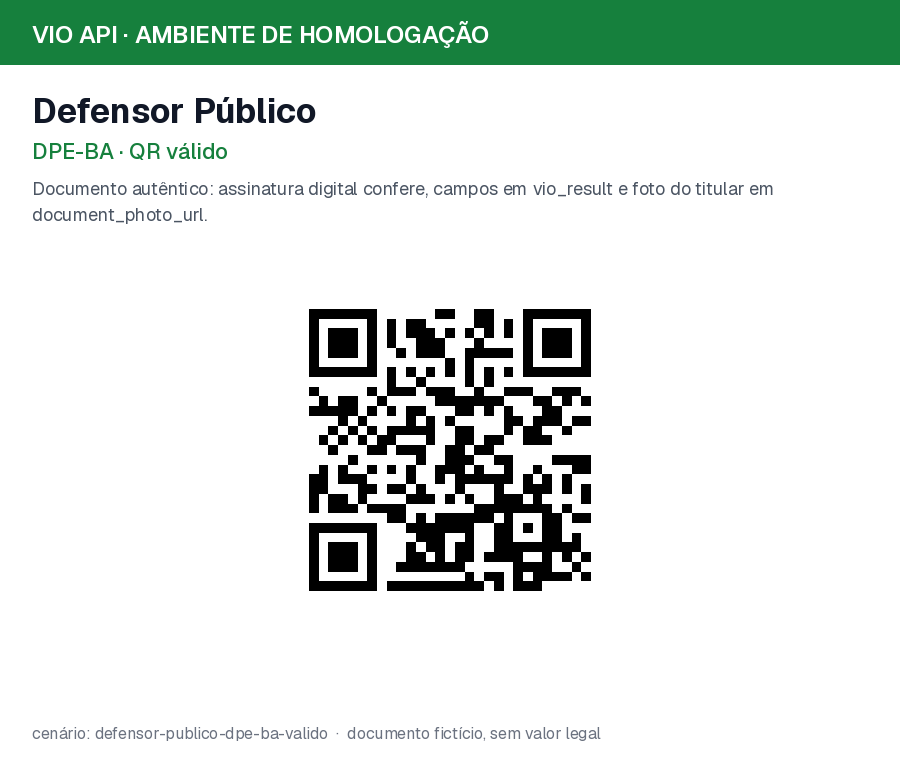 VIO API · AMBIENTE DE HOMOLOGAÇÃO
Defensor Público
DPE-BA · QR válido
Documento autêntico: assinatura digital confere, campos em vio_result e foto do titular em
document_photo_url.
cenário: defensor-publico-dpe-ba-valido · documento fictício, sem valor legal